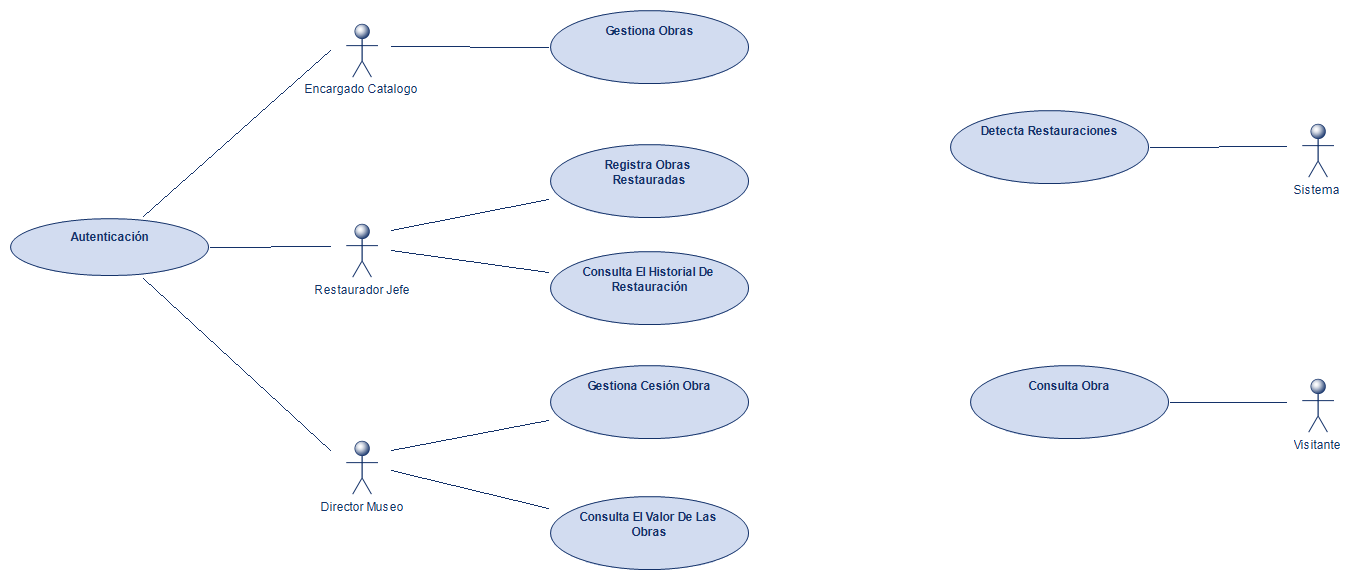 Gestiona Obras
Encargado Catalogo
Detecta Restauraciones
Sistema
Registra Obras
Restauradas
Autenticación
Restaurador Jefe
Consulta El Historial De
Restauración
Gestiona Cesión Obra
Consulta Obra
Visitante
Director Museo
Consulta El Valor De Las
Obras